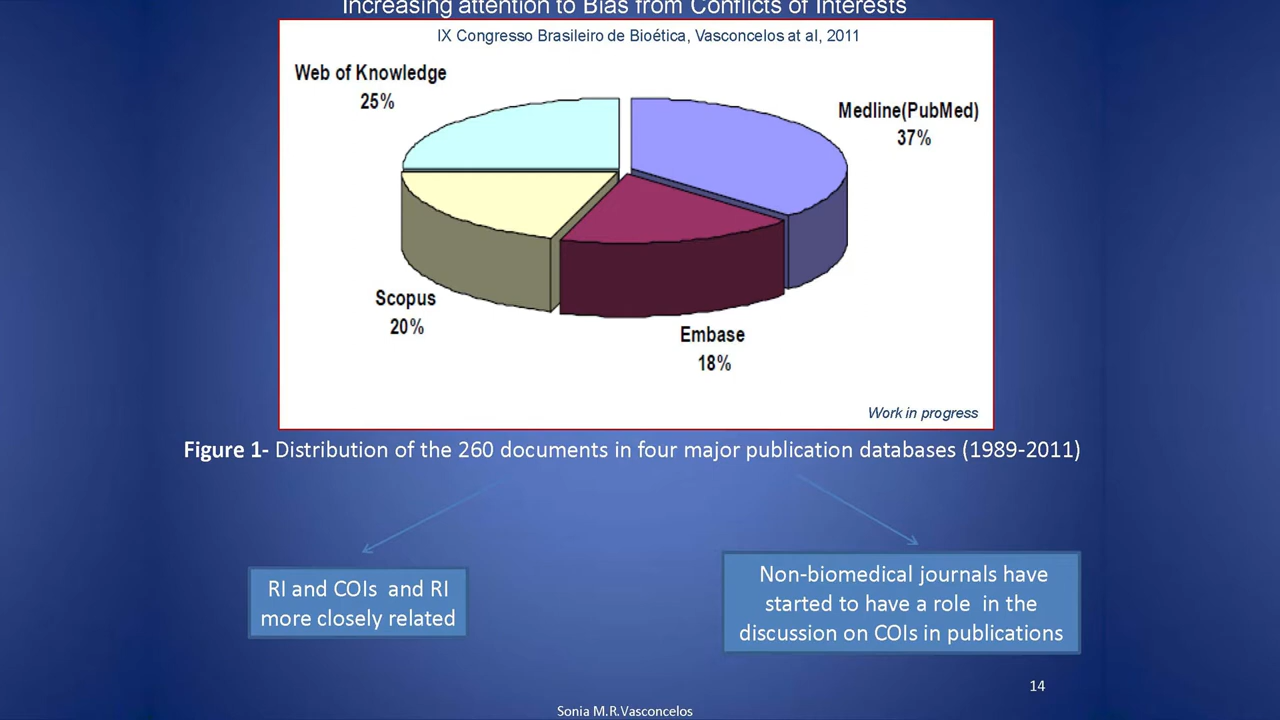 Increasing attention to Bias from Conflicts of Interests
IX Congresso Brasileiro de Bioética, Vasconcelos at al, 2011
Web of Knowledge
25%
Medline(PubMed)
37%
Scopus
20%
Embase
18%
Work in progress
Figure 1- Distribution of the 260 documents in four major publication databases (1989-2011)
RI and COIs and RI
more closely related
Non-biomedical journals have
started to have a role in the
discussion on COIs in publications
14
Sonia M.R.Vasconcelos